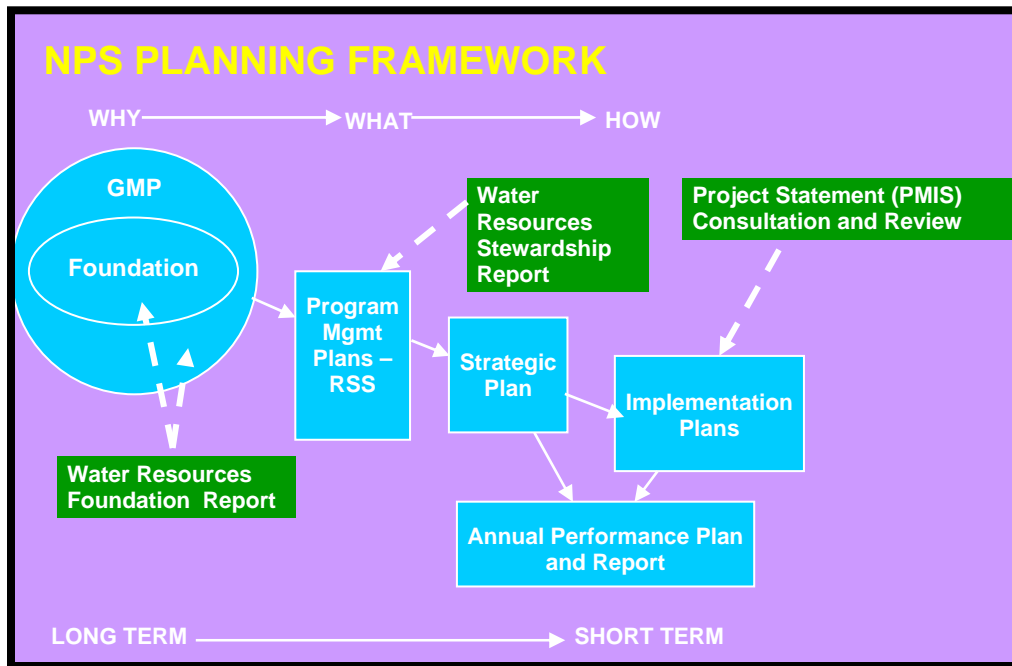 NPS PLANNING FRAMEWORK
WHY
WHAT
HOW
GMP
Foundation
Water
Resources
Stewardship
Report
Project Statement (PMIS)
Consultation and Review
Program
Mgmt
Plans –
RSS
Strategic
Plan
Implementation
Plans
Water Resources
Foundation  Report
Annual Performance Plan
and Report
LONG TERM
SHORT TERM